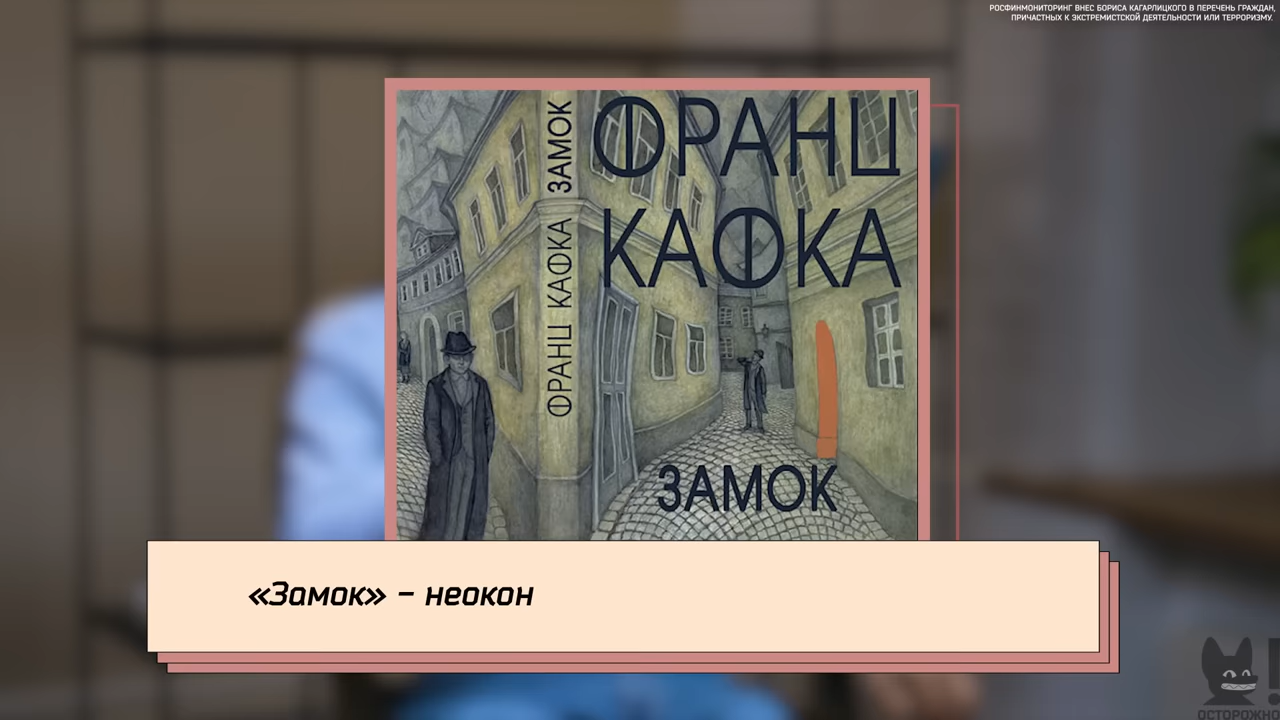 РОСФИНМОНИТОРИНГ ВНЕС БОРИСА КАГАРЛИЦКОГО В ПЕРЕЧЕНЬ ГРАЖДАН,
ПРИЧАСТНЫХ К ЭКСТРЕМИСТСКОЙ ДЕЯТЕЛЬНОСТИ ИЛИ ТЕРРОРИЗМУ.
ФРАНЦ КАФКА ЗАМОК
ФРАНЦ
КАФКА
ЗАМОК
«Замок» – неокон
ОСТОРОЖНО